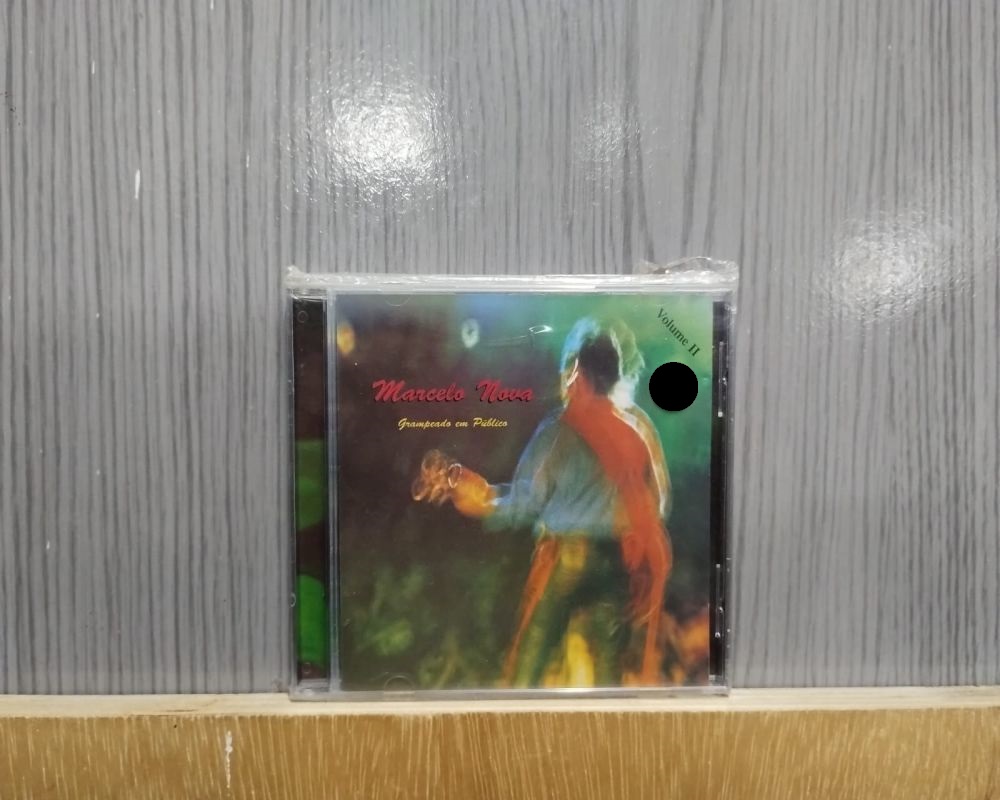 Volume II
Marcelo Nova
Grampeado em Público